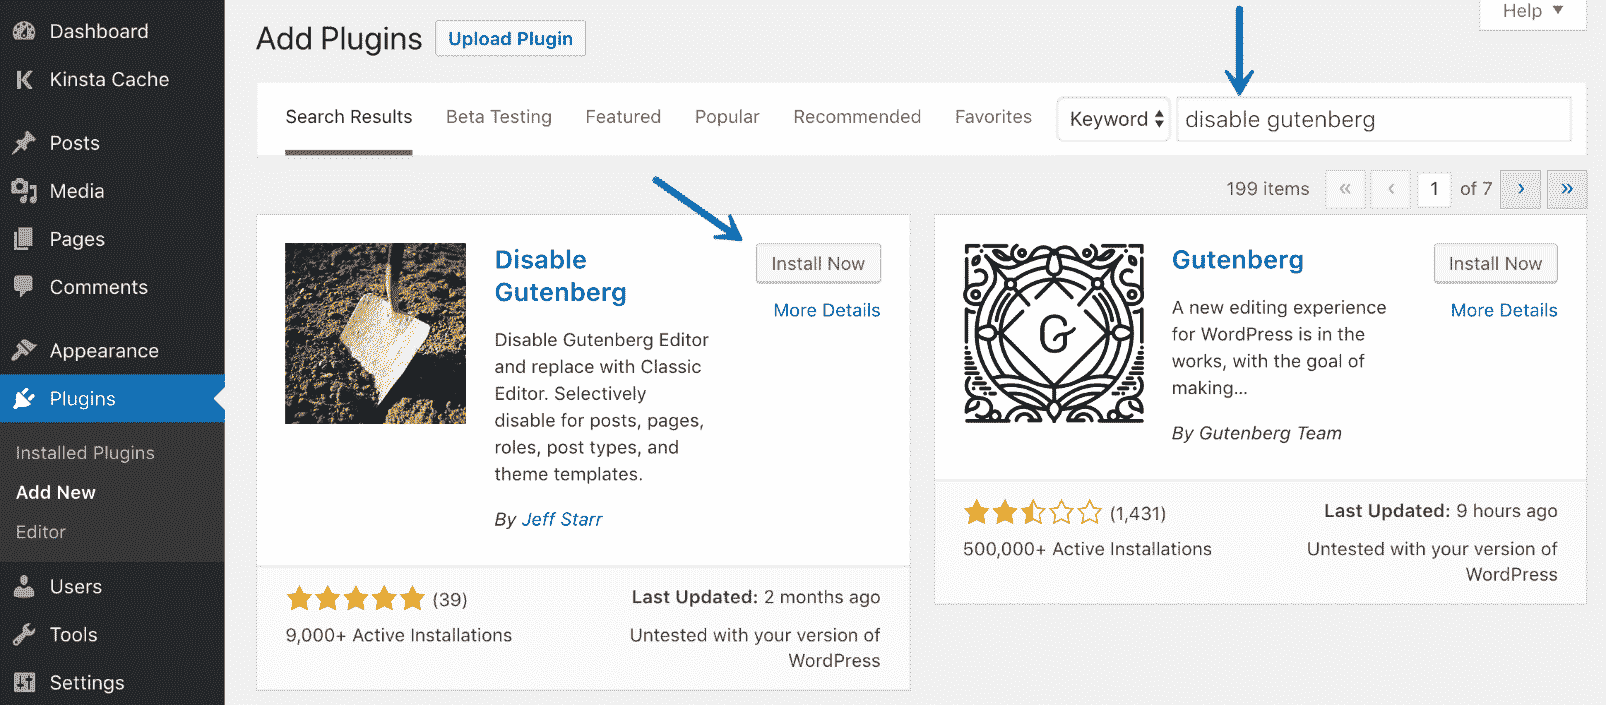 Dashboard
Kinsta Cache
Posts
Media
Pages
Comments
Appearance
Plugins
Installed Plugins
Add New
Editor
Users
Tools
Settings
Help
Add Plugins
Upload Plugin
Search Results
Beta Testing
Featured
Popular
Recommended
Favorites
Keyword
disable gutenberg
199 items « ‹ 1 of 7 › »
Disable
Gutenberg
Install Now
More Details
Disable Gutenberg Editor
and replace with Classic
Editor. Selectively
disable for posts, pages,
roles, post types, and
theme templates.
By Jeff Starr
(39)
9,000+ Active Installations
Last Updated: 2 months ago
Untested with your version of
WordPress
G
Gutenberg
Install Now
More Details
A new editing experience
for WordPress is in the
works, with the goal of
making...
By Gutenberg Team
(1,431)
500,000+ Active Installations
Last Updated: 9 hours ago
Untested with your version of
WordPress